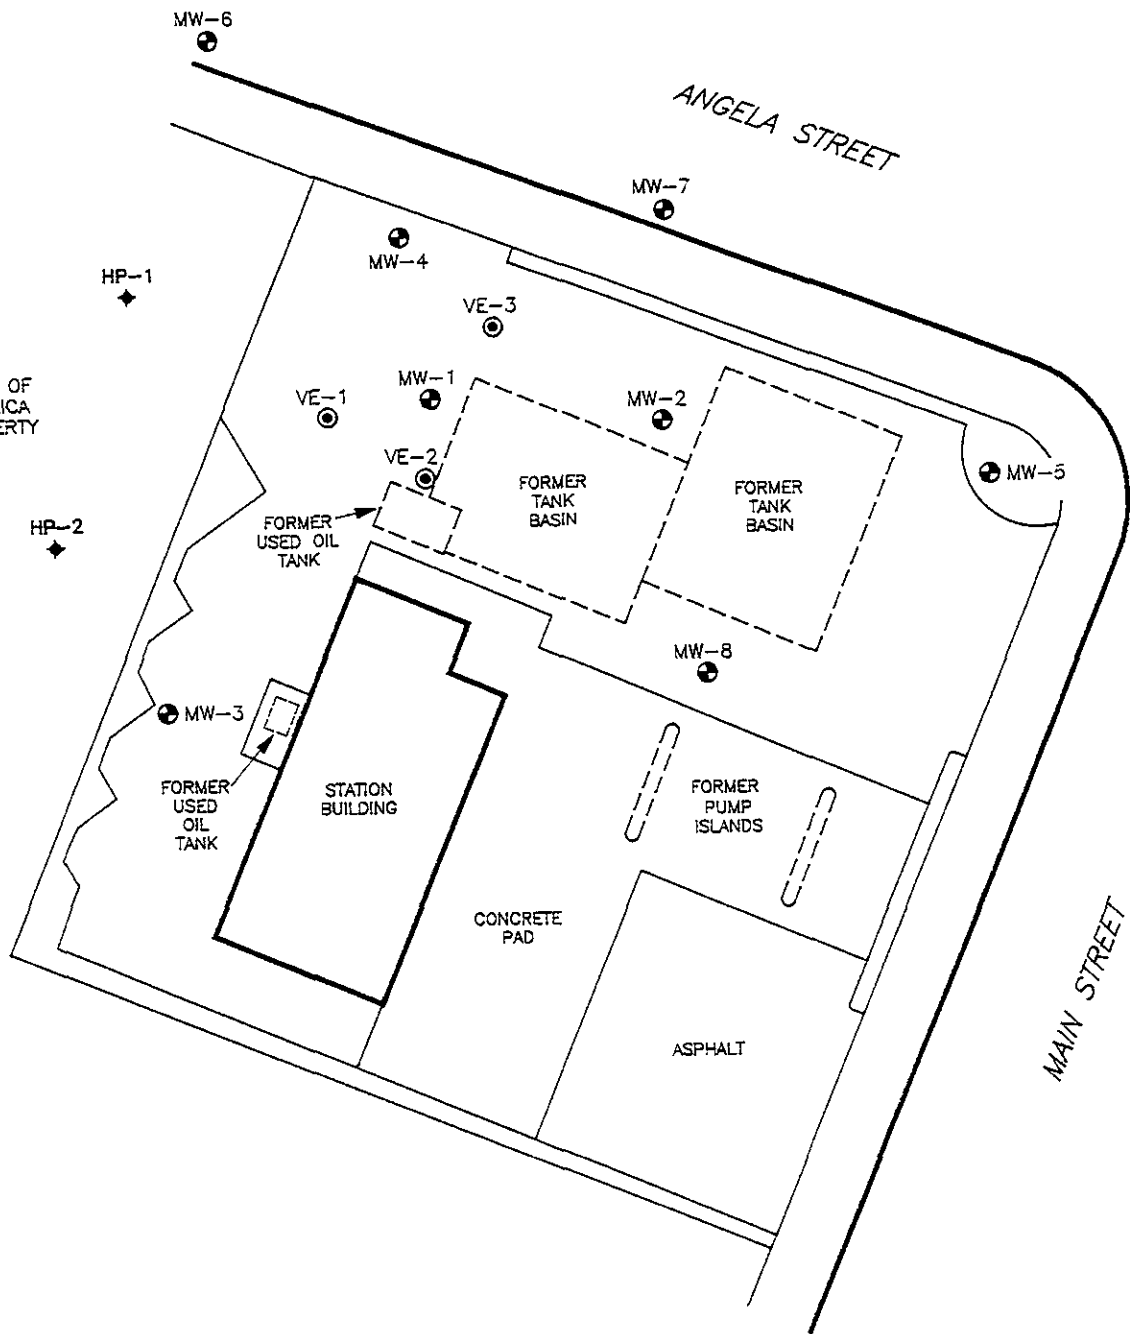 MW-6
ANGELA STREET
MW-7
MW-4
HP-1
VE-3
OF
MW-1
VE-1
MW-2
VE-2
MW-5
FORMER
TANK
BASIN
FORMER
TANK
BASIN
FORMER
USED OIL
TANK
HP-2
MW-8
MW-3
FORMER
USED
OIL
TANK
STATION
BUILDING
FORMER
PUMP
ISLANDS
CONCRETE
PAD
ASPHALT
MAIN STREET